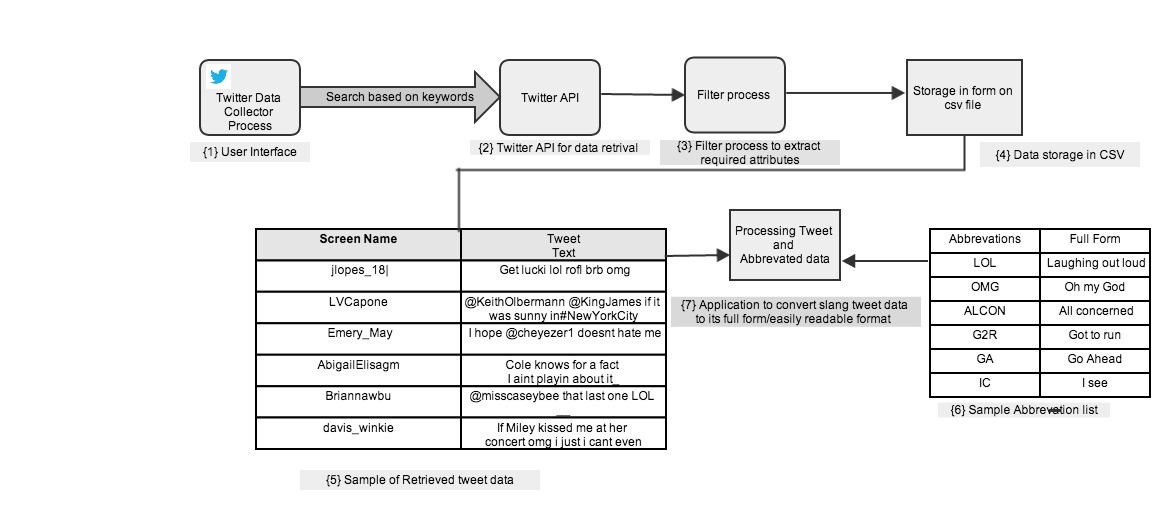 Twitter Data
Collector
Process
Search based on keywords
Twitter API
Filter process
Storage in form on
csv file
{1} User Interface
{2} Twitter API for data retrival
{3} Filter process to extract
required attributes
{4} Data storage in CSV
Screen Name
Tweet
Text
jlopes_18|
Get lucki lol rofl brb omg
LVCapone
@KeithOlbermann @KingJames if it
was sunny in#NewYorkCity
Emery_May
I hope @cheyezer1 doesnt hate me
AbigailElisagm
Cole knows for a fact
I aint playin about it_
Briannawbu
@misscaseybee that last one LOL
__
davis_winkie
If Miley kissed me at her
concert omg i just i cant even
{5} Sample of Retrieved tweet data
Processing Tweet
and
Abbrevated data
{7} Application to convert slang tweet data
to its full form/easily readable format
Abbrevations
Full Form
LOL
Laughing out loud
OMG
Oh my God
ALCON
All concerned
G2R
Got to run
GA
Go Ahead
IC
I see
{6} Sample Abbrevation list